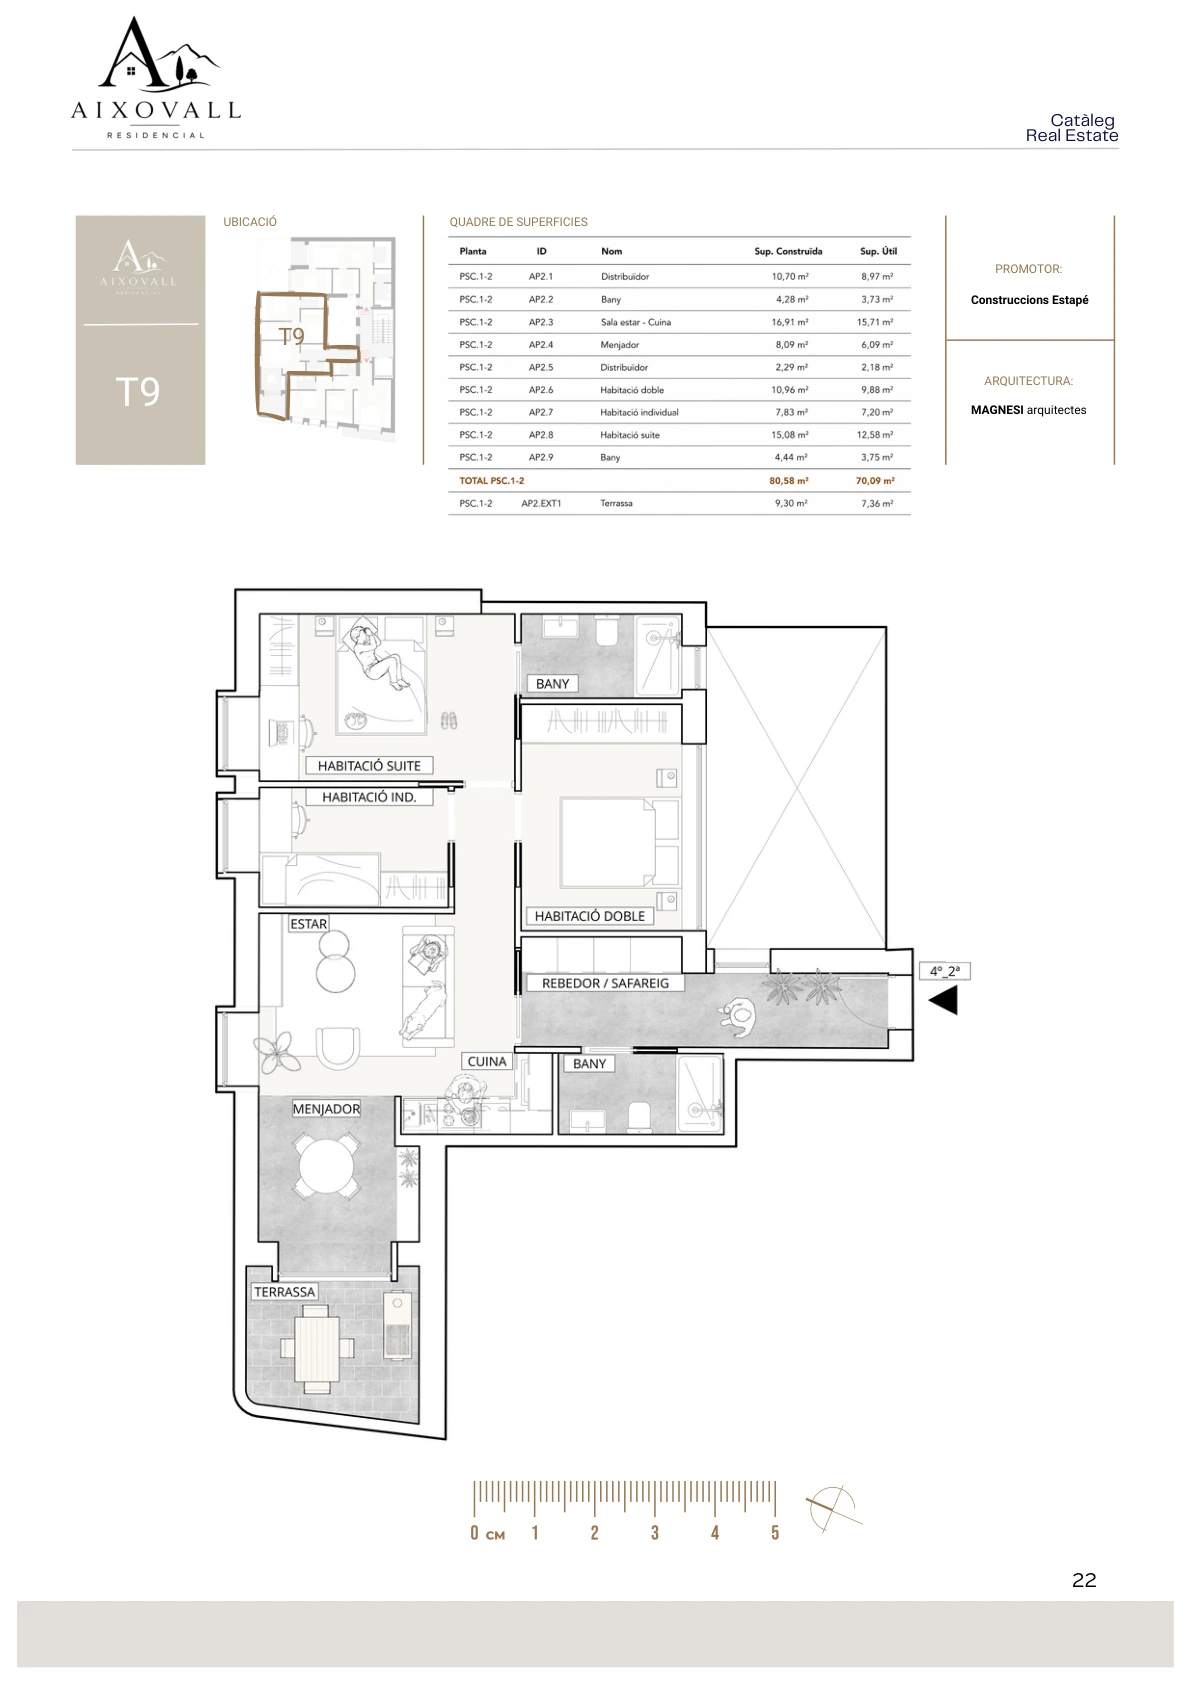 AIXOVALL
RESIDENCIAL
Catàleg
Real Estate
AIXOVALL
RESIDENCIAL
T9
UBICACIÓ
T9
QUADRE DE SUPERFICIES
Planta ID Nom Sup. Construïda Sup. Útil
PSC.1-2 AP2.1 Distribuïdor 10,70 m² 8,97 m²
PSC.1-2 AP2.2 Bany 4,28 m² 3,73 m²
PSC.1-2 AP2.3 Sala estar - Cuina 16,91 m² 15,71 m²
PSC.1-2 AP2.4 Menjador 8,09 m² 6,09 m²
PSC.1-2 AP2.5 Distribuïdor 2,29 m² 2,18 m²
PSC.1-2 AP2.6 Habitació doble 10,96 m² 9,88 m²
PSC.1-2 AP2.7 Habitació individual 7,83 m² 7,20 m²
PSC.1-2 AP2.8 Habitació suite 15,08 m² 12,58 m²
PSC.1-2 AP2.9 Bany 4,44 m² 3,75 m²
TOTAL PSC.1-2 80,58 m² 70,09 m²
PSC.1-2 AP2.EXT1 Terrassa 9,30 m² 7,36 m²
PROMOTOR:
Construccions Estapé
ARQUITECTURA:
MAGNESI arquitectes
BANY
HABITACIÓ SUITE
HABITACIÓ IND.
HABITACIÓ DOBLE
ESTAR
4º_2ª
REBEDOR / SAFAREIG
CUINA
BANY
MENJADOR
TERRASSA
0 CM 1 2 3 4 5
22